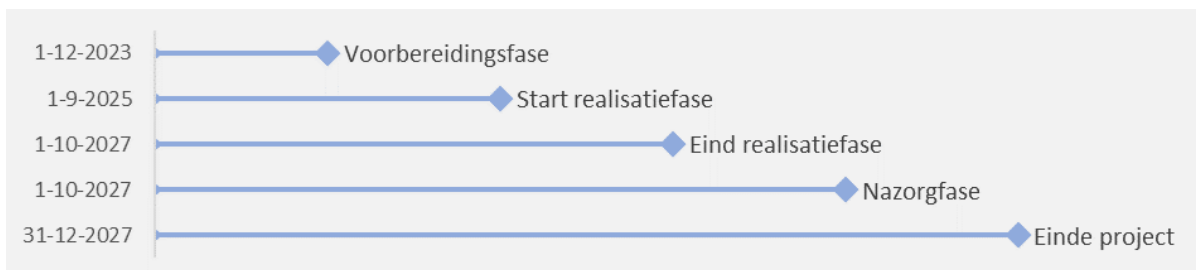 1-12-2023 Voorbereidingsfase
1-9-2025 Start realisatiefase
1-10-2027 Eind realisatiefase
1-10-2027 Nazorgfase
31-12-2027 Einde project